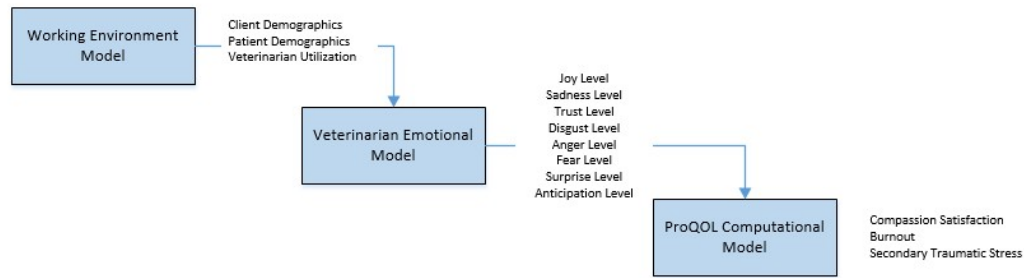 Working Environment
Model
Client Demographics
Patient Demographics
Veterinarian Utilization
Veterinarian Emotional
Model
Joy Level
Sadness Level
Trust Level
Disgust Level
Anger Level
Fear Level
Surprise Level
Anticipation Level
ProQOL Computational
Model
Compassion Satisfaction
Burnout
Secondary Traumatic Stress